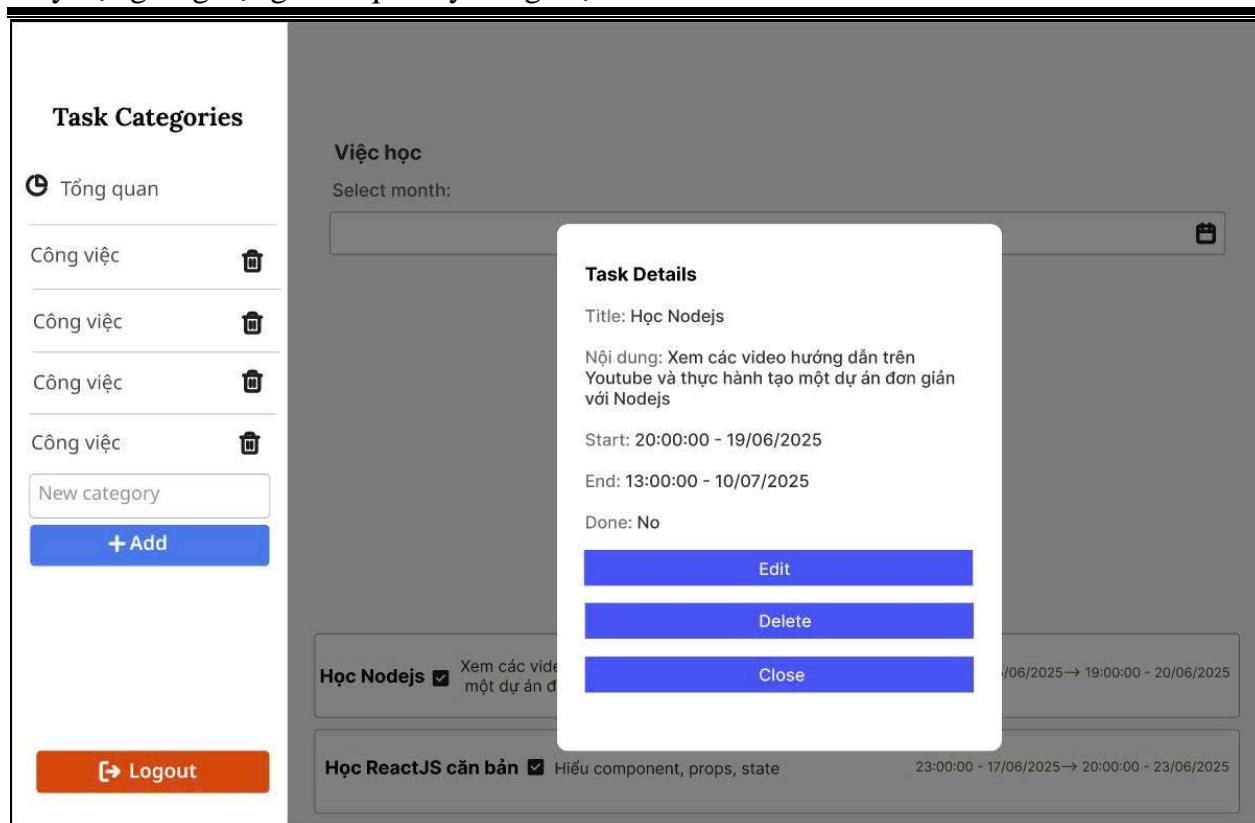 Task Categories
Tổng quan
Công việc
Công việc
Công việc
Công việc
New category
+ Add
Logout
Việc học
Select month:
Task Details
Title: Học Nodejs
Nội dung: Xem các video hướng dẫn trên
Youtube và thực hành tạo một dự án đơn giản
với Nodejs
Start: 20:00:00 - 19/06/2025
End: 13:00:00 - 10/07/2025
Done: No
Edit
Delete
Close
Học Nodejs Xem các /06/2025→ 19:00:00 - 20/06/2025
một dự án
Học ReactJS căn bản Hiểu component, props, state 23:00:00 - 17/06/2025→ 20:00:00 - 23/06/2025